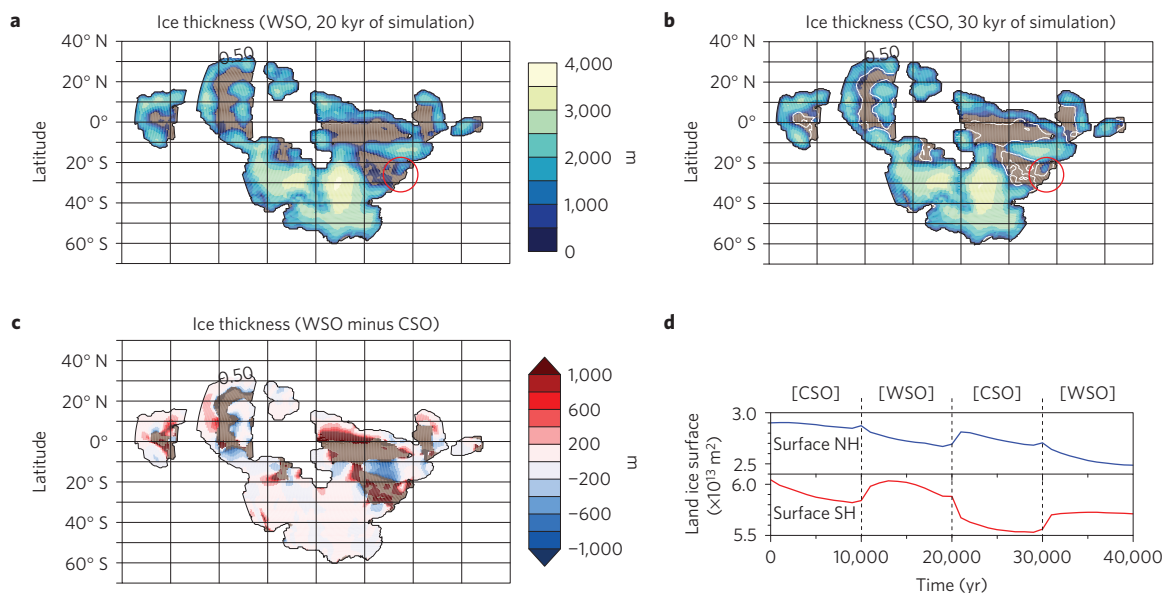 a
Ice thickness (WSO, 20 kyr of simulation)
40° N
20° N
0°
20° S
40° S
60° S
Latitude
0.50
4,000
3,000
2,000
1,000
0
m
b
Ice thickness (CSO, 30 kyr of simulation)
40° N
20° N
0°
20° S
40° S
60° S
Latitude
0.50
c
Ice thickness (WSO minus CSO)
40° N
20° N
0°
20° S
40° S
60° S
Latitude
0.50
1,000
600
200
−200
−600
−1,000
m
d
[CSO] [WSO] [CSO] [WSO]
3.0
Surface NH
2.5
6.0
Surface SH
5.5
Land ice surface
(×10¹³ m²)
0 10,000 20,000 30,000 40,000
Time (yr)